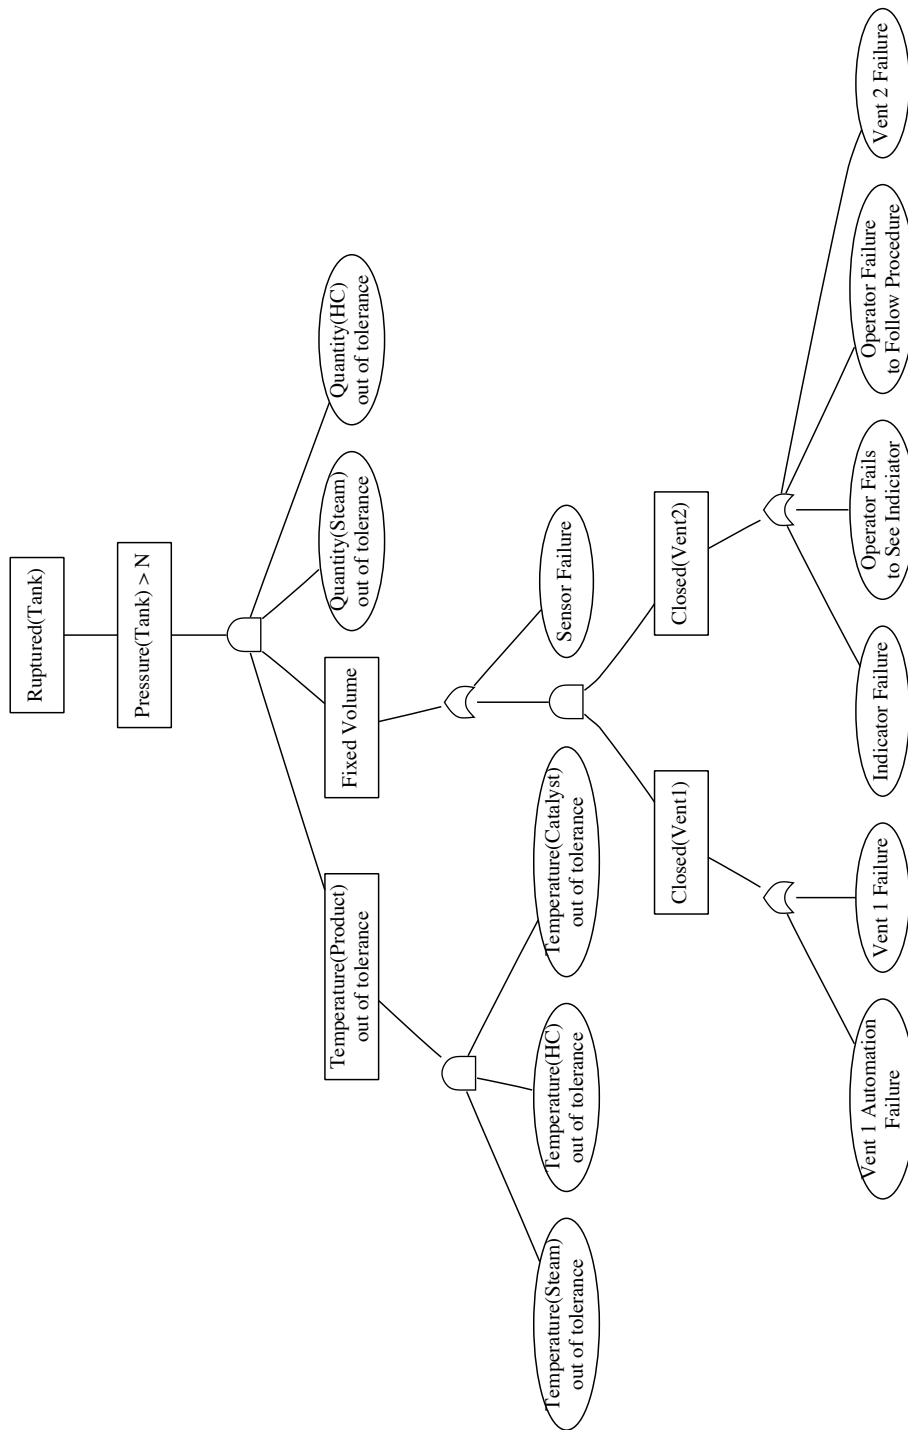 Ruptured(Tank)
Pressure(Tank) > N
Temperature(Product)
out of tolerance
Fixed Volume
Quantity(Steam)
out of tolerance
Quantity(HC)
out of tolerance
Temperature(Steam)
out of tolerance
Temperature(HC)
out of tolerance
Temperature(Catalyst)
out of tolerance
Sensor Failure
Closed(Vent1)
Closed(Vent2)
Vent 1 Automation
Failure
Vent 1 Failure
Indicator Failure
Operator Fails
to See Indiciator
Operator Failure
to Follow Procedure
Vent 2 Failure